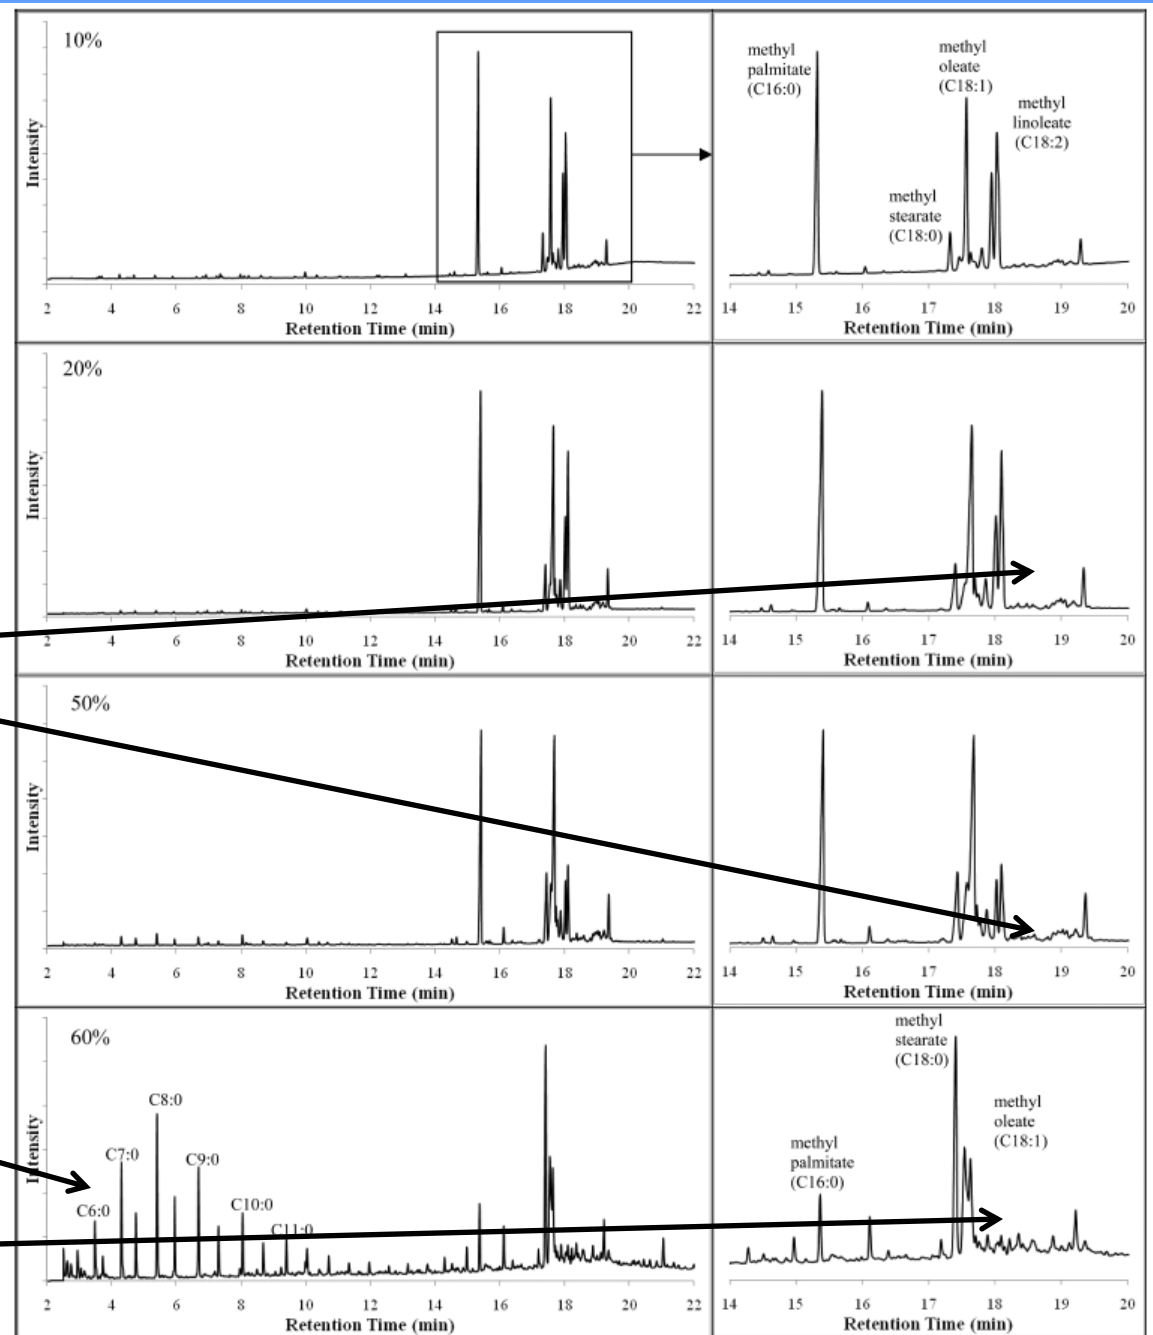 10%
Intensity
2 4 6 8 10 12 14 16 18 20 22
Retention Time (min)
methyl
palmitate
(C16:0)
methyl
oleate
(C18:1)
methyl
linoleate
(C18:2)
methyl
stearate
(C18:0)
14 15 16 17 18 19 20
Retention Time (min)
20%
Intensity
2 4 6 8 10 12 14 16 18 20 22
Retention Time (min)
14 15 16 17 18 19 20
Retention Time (min)
50%
Intensity
2 4 6 8 10 12 14 16 18 20 22
Retention Time (min)
14 15 16 17 18 19 20
Retention Time (min)
60%
Intensity
C6:0
C7:0
C8:0
C9:0
C10:0
C11:0
2 4 6 8 10 12 14 16 18 20 22
Retention Time (min)
methyl
stearate
(C18:0)
methyl
oleate
(C18:1)
methyl
palmitate
(C16:0)
14 15 16 17 18 19 20
Retention Time (min)